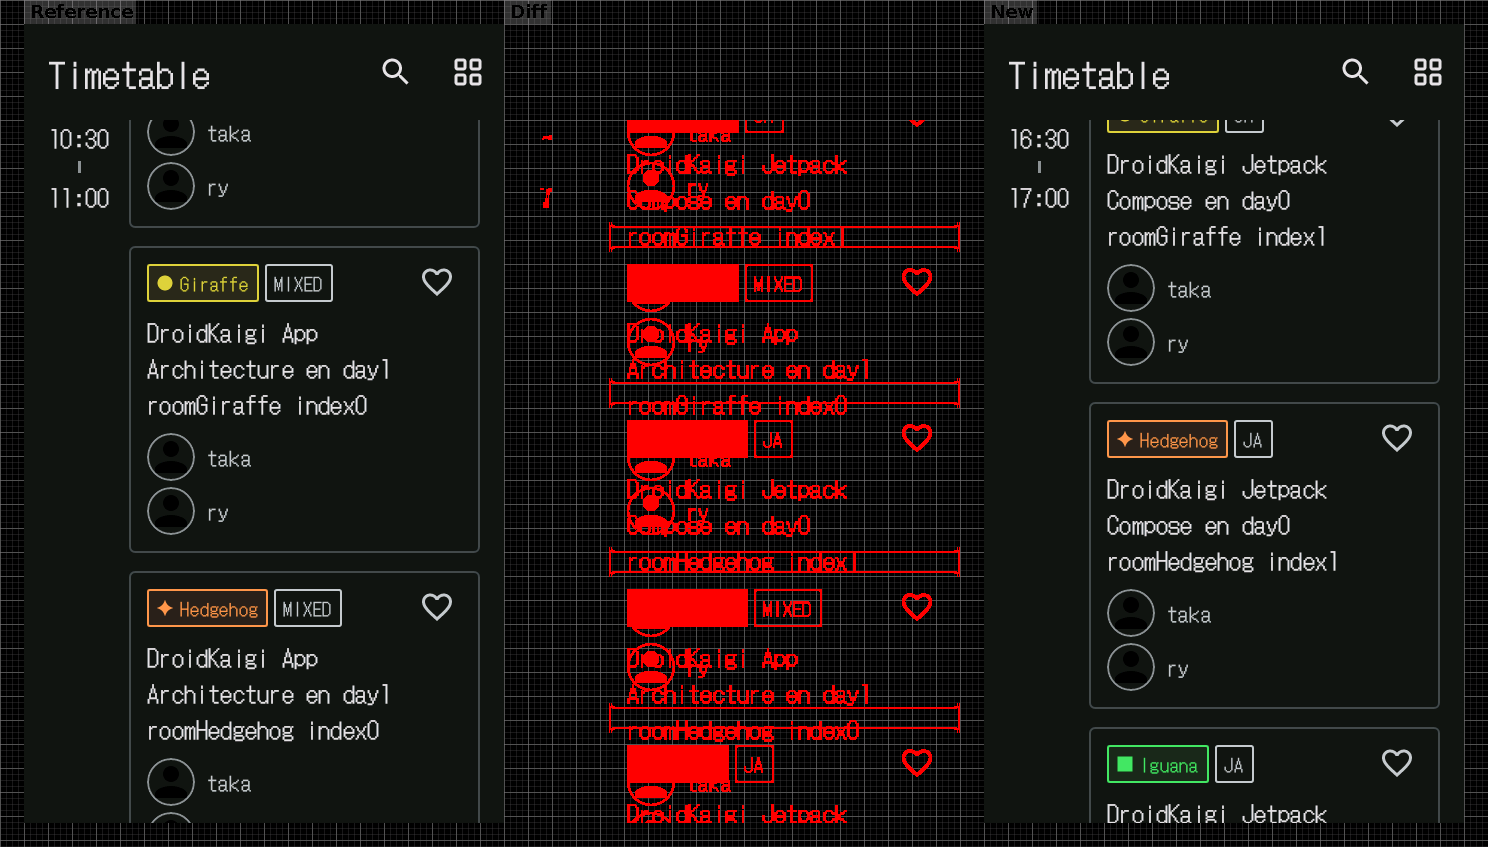 Reference
Timetable
10:30
11:00
taka
ry
Giraffe
MIXED
DroidKaigi App
Architecture en day1
roomGiraffe index0
taka
ry
Hedgehog
MIXED
DroidKaigi App
Architecture en day1
roomHedgehog index0
taka
Diff
taka
DroidKaigi Jetpack
ry
Compose en day0
roomGiraffe index1
MIXED
DroidKaigi App
ry
Architecture en day1
roomGiraffe index0
JA
taka
DroidKaigi Jetpack
ry
Compose en day0
roomHedgehog index1
MIXED
DroidKaigi App
ry
Architecture en day1
roomHedgehog index0
JA
taka
DroidKaigi Jetpack
New
Timetable
16:30
17:00
Giraffe
JA
DroidKaigi Jetpack
Compose en day0
roomGiraffe index1
taka
ry
Hedgehog
JA
DroidKaigi Jetpack
Compose en day0
roomHedgehog index1
taka
ry
Iguana
JA
DroidKaigi Jetpack